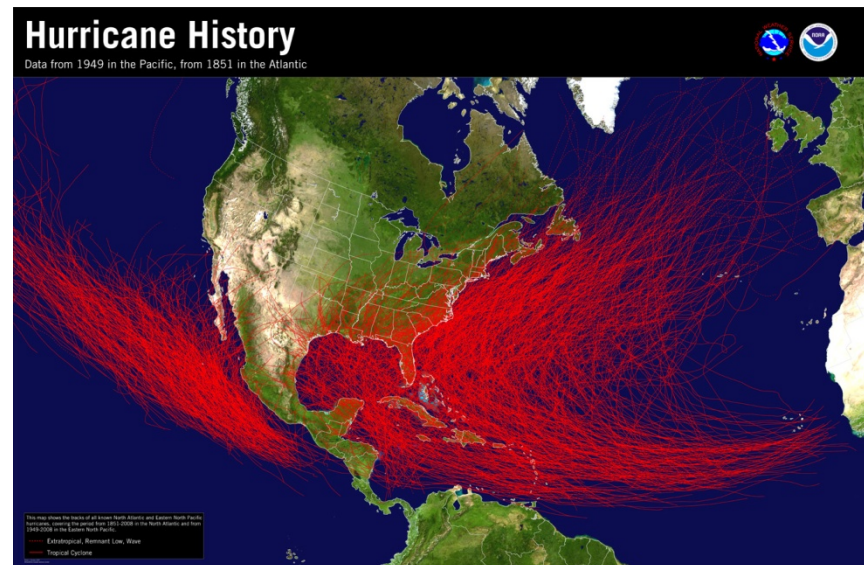 Hurricane History
Data from 1949 in the Pacific, from 1851 in the Atlantic
NOAA
This map shows the tracks of all known North Atlantic and Eastern North Pacific
hurricanes, covering the period from 1851-2008 in the North Atlantic and from
1949-2008 in the Eastern North Pacific.
Extratropical, Remnant Low, Wave
Tropical Cyclone